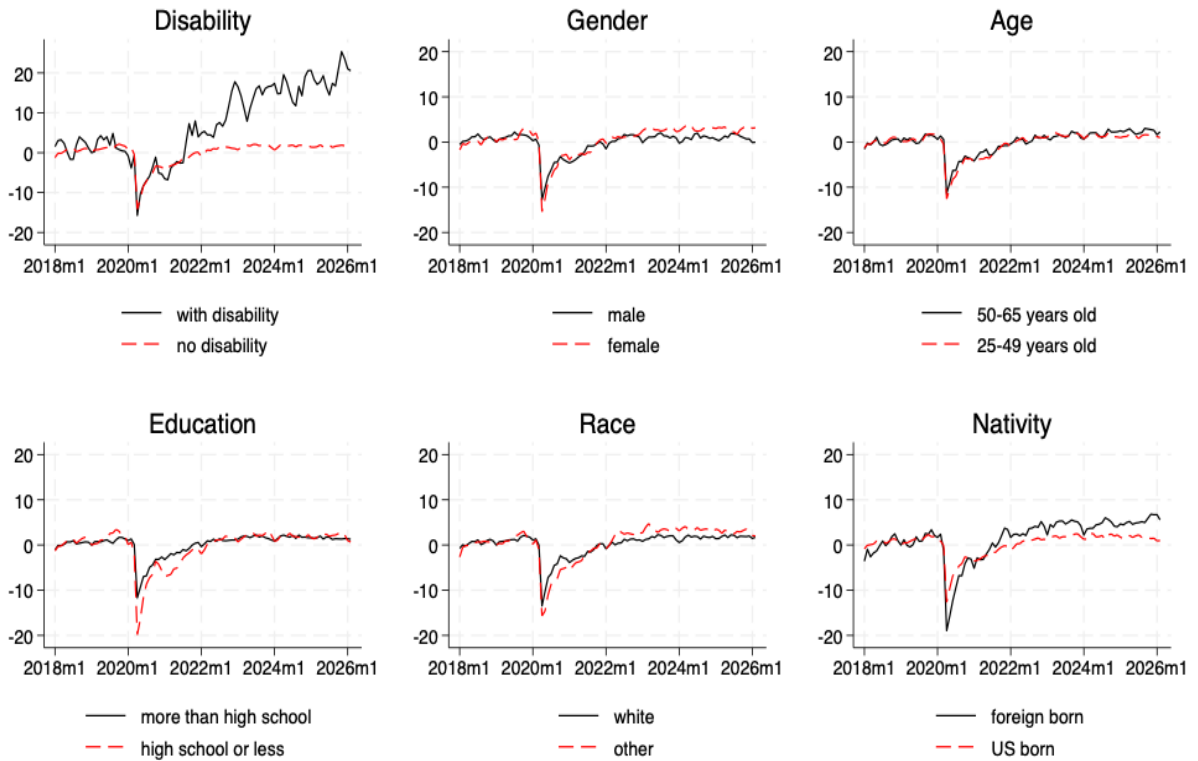 Disability
20
10
0
-10
-20
2018m1 2020m1 2022m1 2024m1 2026m1
with disability
no disability
Gender
20
10
0
-10
-20
2018m1 2020m1 2022m1 2024m1 2026m1
male
female
Age
20
10
0
-10
-20
2018m1 2020m1 2022m1 2024m1 2026m1
50-65 years old
25-49 years old
Education
20
10
0
-10
-20
2018m1 2020m1 2022m1 2024m1 2026m1
more than high school
high school or less
Race
20
10
0
-10
-20
2018m1 2020m1 2022m1 2024m1 2026m1
white
other
Nativity
20
10
0
-10
-20
2018m1 2020m1 2022m1 2024m1 2026m1
foreign born
US born